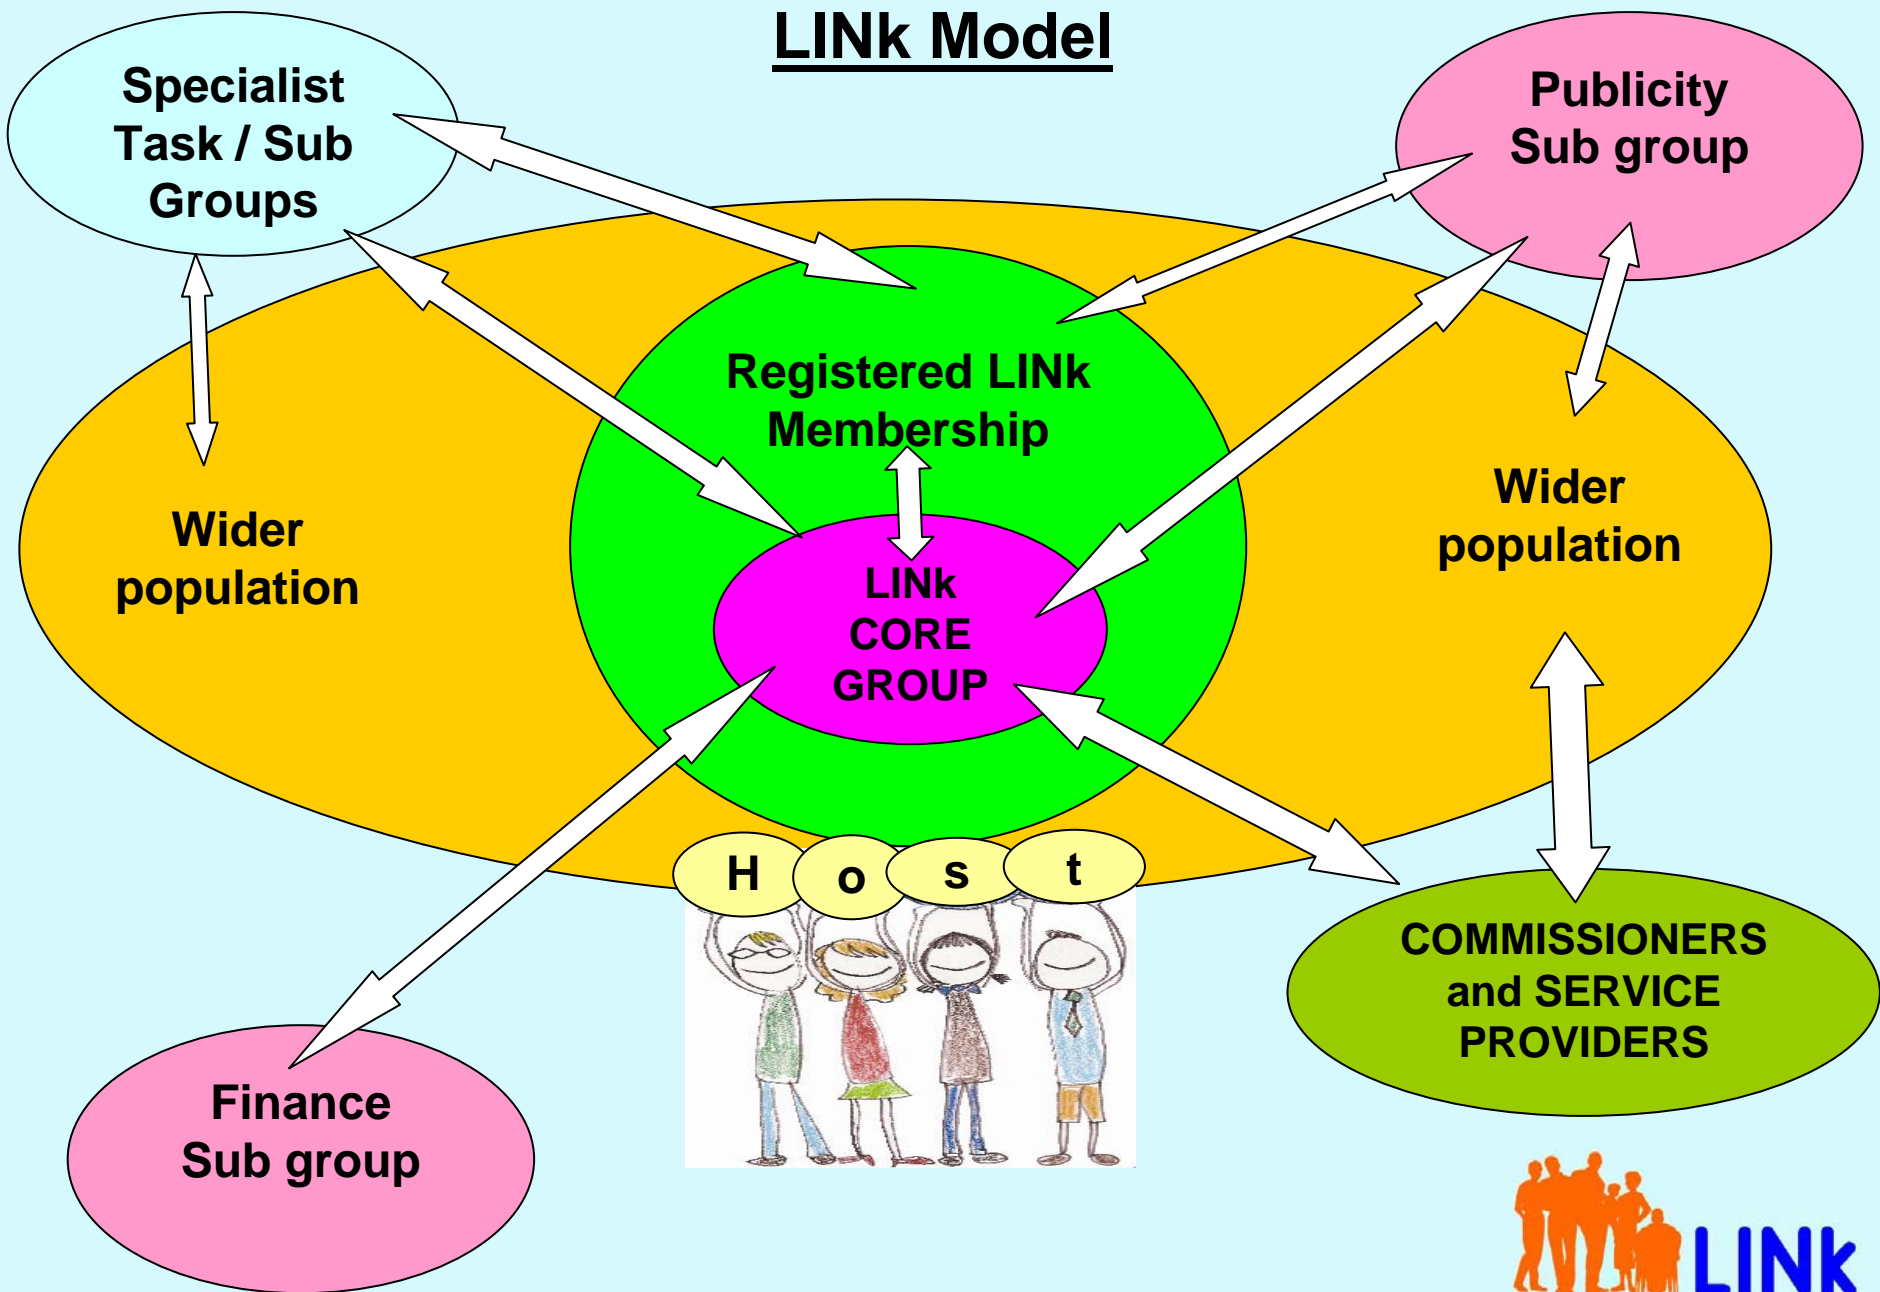 LINk Model
Specialist
Task / Sub
Groups
Publicity
Sub group
Registered LINk
Membership
Wider
population
Wider
population
LINk
CORE
GROUP
H o s t
COMMISSIONERS
and SERVICE
PROVIDERS
Finance
Sub group
LINk